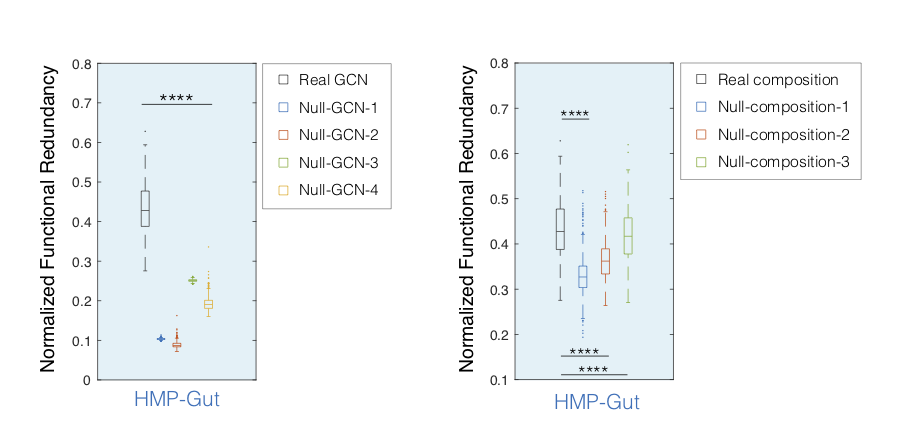 Normalized Functional Redundancy
0.8
0.7
0.6
0.5
0.4
0.3
0.2
0.1
0
****
HMP-Gut
Real GCN
Null-GCN-1
Null-GCN-2
Null-GCN-3
Null-GCN-4
Normalized Functional Redundancy
0.8
0.7
0.6
0.5
0.4
0.3
0.2
0.1
****
****
****
HMP-Gut
Real composition
Null-composition-1
Null-composition-2
Null-composition-3